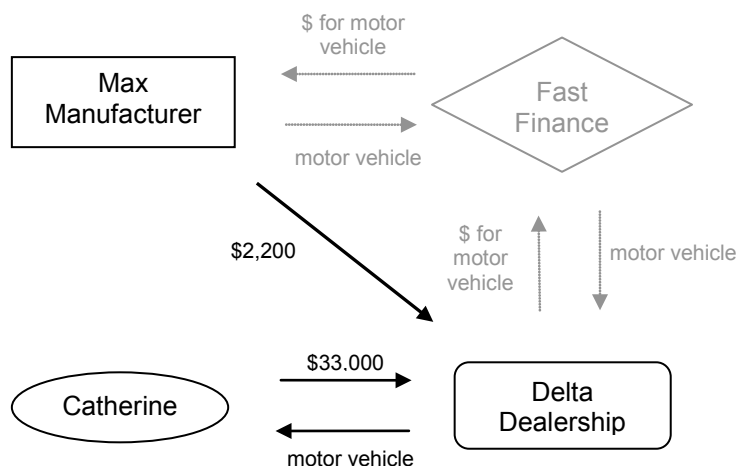 $ for motor
vehicle
Max
Manufacturer
Fast
Finance
motor vehicle
$2,200
$ for
motor
vehicle
motor vehicle
$33.000
Catherine
Delta
Dealership
motor vehicle